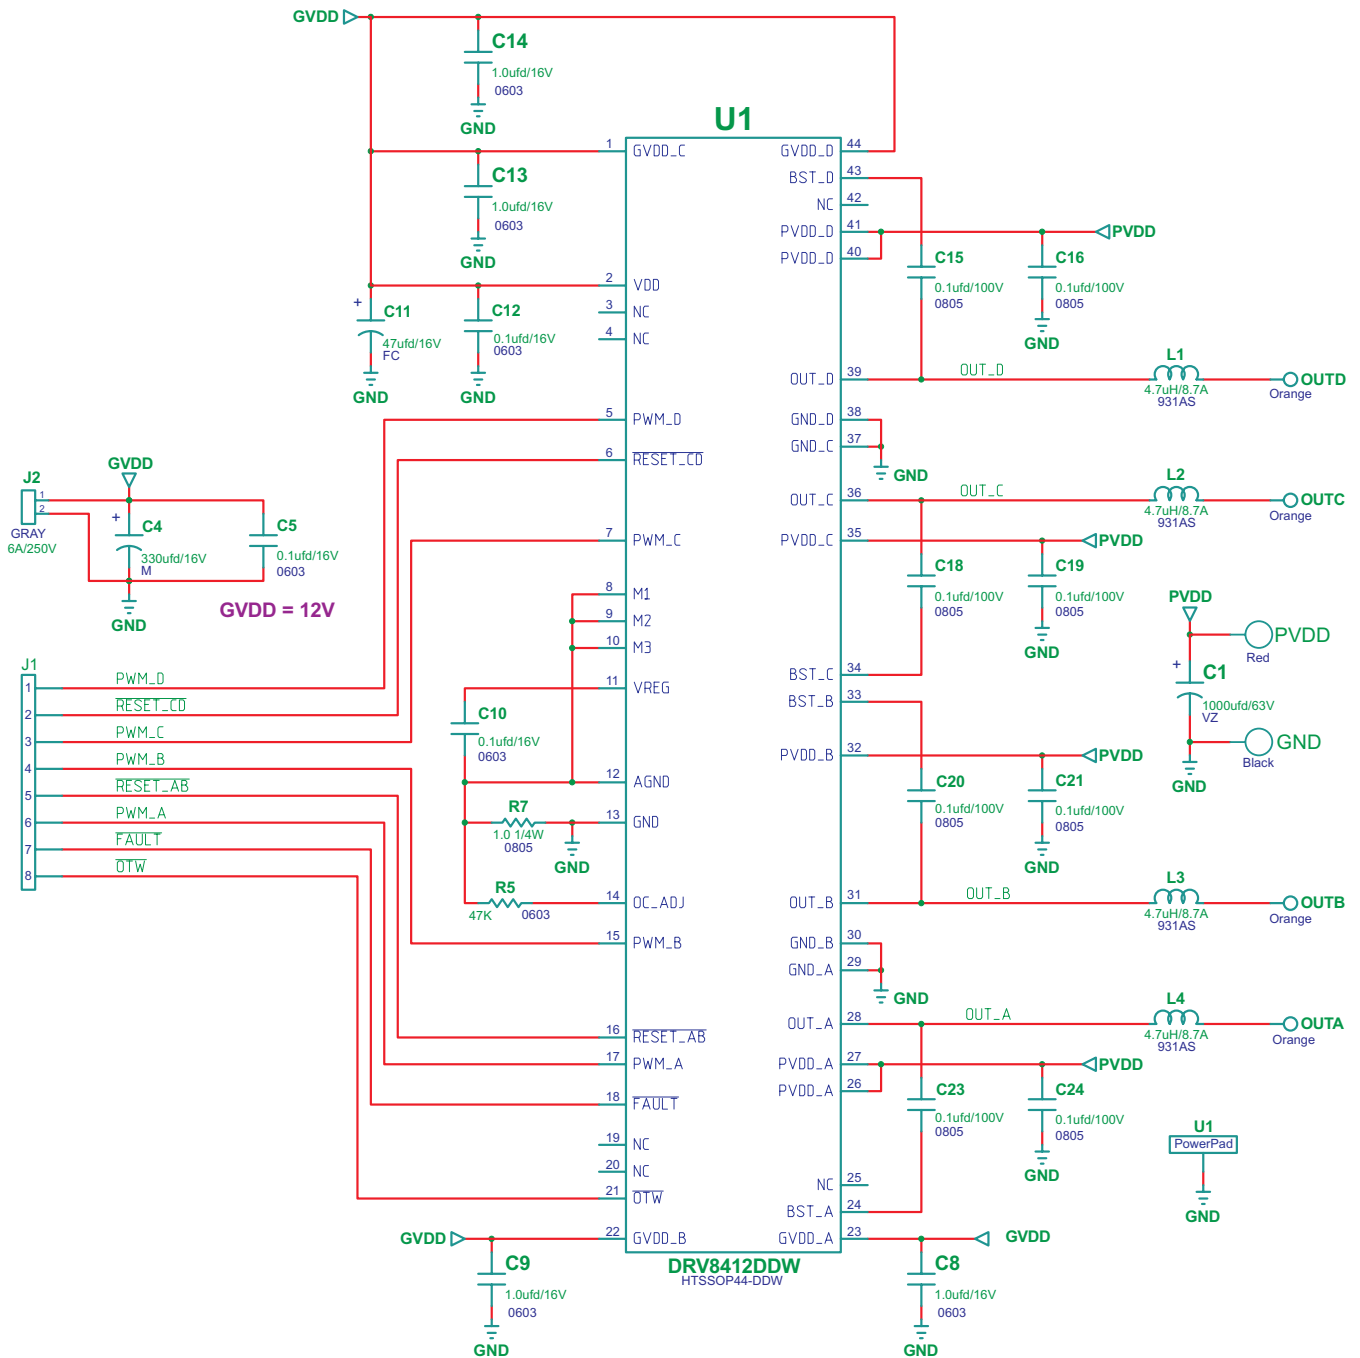 GVDD
C14
1.0ufd/16V
0603
GND
U1
1
GVDD_C
GVDD_D
44
C13
1.0ufd/16V
0603
GND
BST_D
43
NC
42
PVDD_D
41
PVDD
PVDD_D
40
C15
0.1ufd/100V
0805
C16
0.1ufd/100V
0805
GND
2
VDD
3
NC
4
NC
+
C11
47ufd/16V
FC
GND
C12
0.1ufd/16V
0603
GND
OUT_D
39
OUT_D
L1
4.7uH/8.7A
931AS
OUTD
Orange
5
PWM_D
GND_D
38
GND_C
37
GND
6
RESET_CD
J2
1
2
GRAY
6A/250V
GVDD
+
C4
330ufd/16V
M
GND
C5
0.1ufd/16V
0603
GVDD = 12V
OUT_C
36
OUT_C
L2
4.7uH/8.7A
931AS
OUTC
Orange
7
PWM_C
PVDD_C
35
PVDD
C18
0.1ufd/100V
0805
C19
0.1ufd/100V
0805
GND
8
M1
9
M2
10
M3
PVDD
PVDD
Red
+
C1
1000ufd/63V
VZ
GND
Black
GND
J1
1
PWM_D
2
RESET_CD
3
PWM_C
4
PWM_B
5
RESET_AB
6
PWM_A
7
FAULT
8
OTW
11
VREG
BST_C
34
BST_B
33
C10
0.1ufd/16V
0603
PVDD_B
32
PVDD
12
AGND
C20
0.1ufd/100V
0805
C21
0.1ufd/100V
0805
GND
R7
1.0 1/4W
0805
13
GND
GND
R5
47K
0603
14
OC_ADJ
OUT_B
31
OUT_B
L3
4.7uH/8.7A
931AS
OUTB
Orange
15
PWM_B
GND_B
30
GND_A
29
GND
16
RESET_AB
OUT_A
28
OUT_A
L4
4.7uH/8.7A
931AS
OUTA
Orange
17
PWM_A
PVDD_A
27
PVDD
PVDD_A
26
18
FAULT
C23
0.1ufd/100V
0805
C24
0.1ufd/100V
0805
GND
19
NC
20
NC
21
OTW
NC
25
BST_A
24
U1
PowerPad
GND
GVDD
22
GVDD_B
GVDD_A
23
GVDD
C9
1.0ufd/16V
0603
GND
DRV8412DDW
HTSSOP44-DDW
C8
1.0ufd/16V
0603
GND